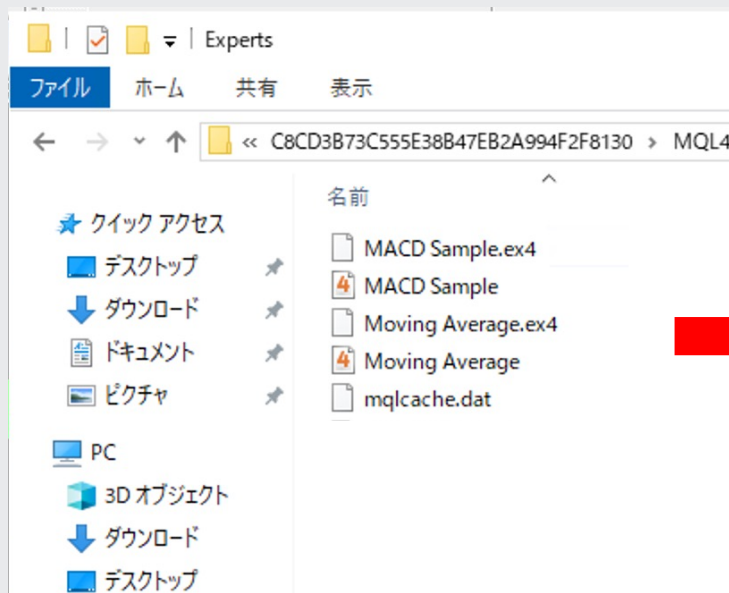 Experts
ファイル ホーム 共有 表示
« C8CD3B73C555E38B47EB2A994F2F8130 › MQL4
名前
クイック アクセス
デスクトップ
ダウンロード
ドキュメント
ピクチャ
PC
3D オブジェクト
ダウンロード
デスクトップ
MACD Sample.ex4
MACD Sample
Moving Average.ex4
Moving Average
mqlcache.dat